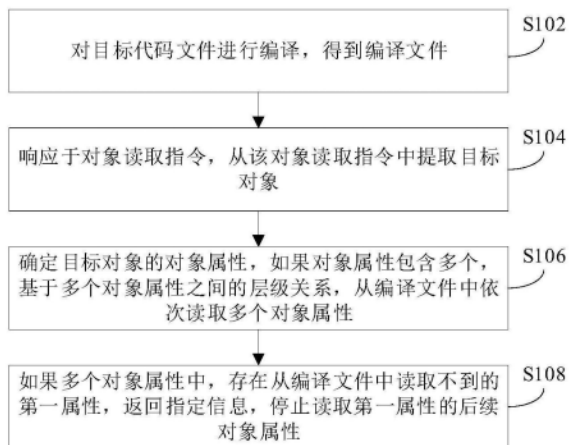 S102
对目标代码文件进行编译，得到编译文件
S104
响应于对象读取指令，从该对象读取指令中提取目标
对象
S106
确定目标对象的对象属性，如果对象属性包含多个，
基于多个对象属性之间的层级关系，从编译文件中依
次读取多个对象属性
S108
如果多个对象属性中，存在从编译文件中读取不到的
第一属性，返回指定信息，停止读取第一属性的后续
对象属性